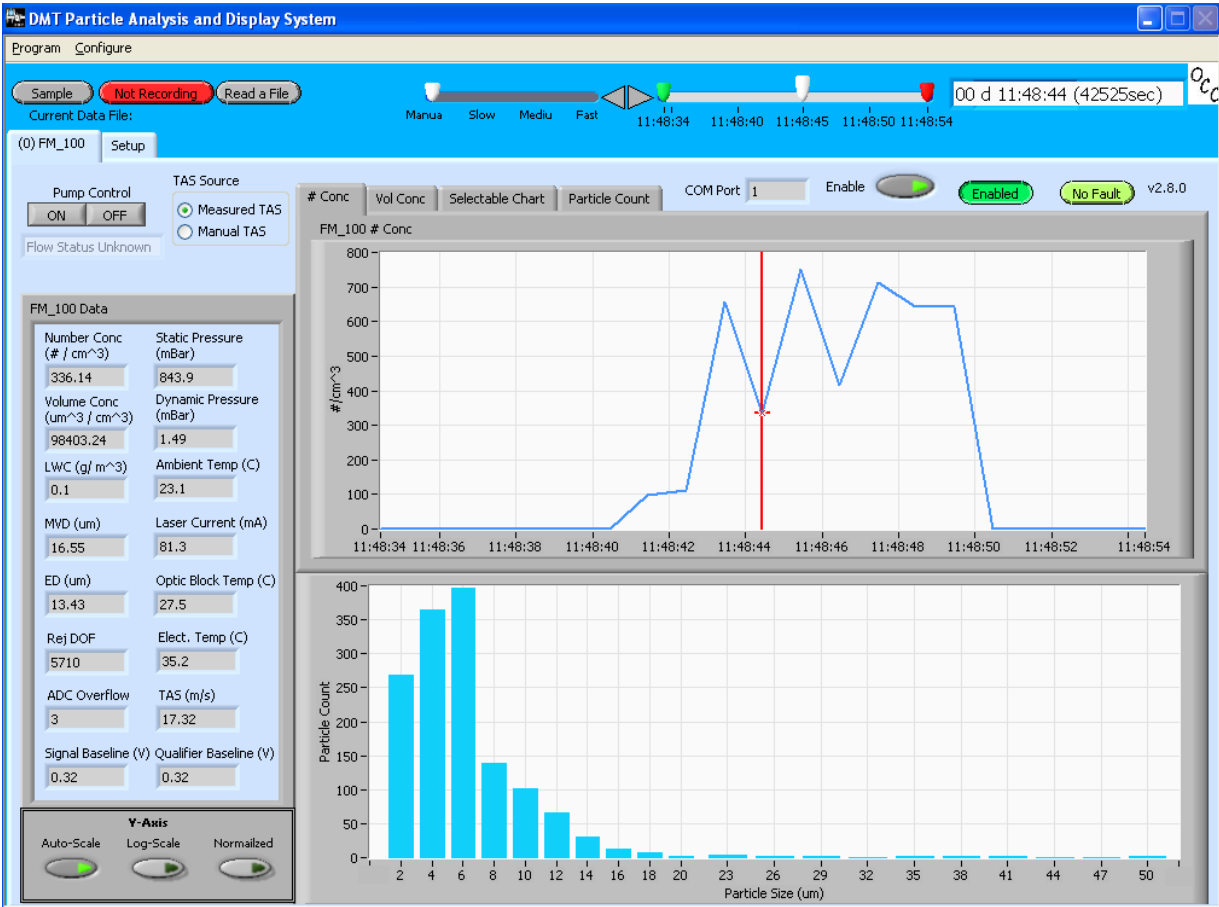 DMT Particle Analysis and Display System
Program Configure
Sample Not Recording Read a File
Current Data File:
Manua Slow Mediu Fast
11:48:34 11:48:40 11:48:45 11:48:50 11:48:54
00 d 11:48:44 (42525sec)
(0) FM_100 Setup
Pump Control
ON OFF
Flow Status Unknown
TAS Source
Measured TAS
Manual TAS
# Conc Vol Conc Selectable Chart Particle Count
COM Port 1 Enable Enabled No Fault v2.8.0
FM_100 Data
Number Conc (# / cm^3)
336.14
Static Pressure (mBar)
843.9
Volume Conc (um^3 / cm^3)
98403.24
Dynamic Pressure (mBar)
1.49
LWC (g/ m^3)
0.1
Ambient Temp (C)
23.1
MVD (um)
16.55
Laser Current (mA)
81.3
ED (um)
13.43
Optic Block Temp (C)
27.5
Rej DOF
5710
Elect. Temp (C)
35.2
ADC Overflow
3
TAS (m/s)
17.32
Signal Baseline (V)
0.32
Qualifier Baseline (V)
0.32
Y-Axis
Auto-Scale Log-Scale Normailzed
FM_100 # Conc
800
700
600
500
400
300
200
100
0
#/cm^3
11:48:34 11:48:36 11:48:38 11:48:40 11:48:42 11:48:44 11:48:46 11:48:48 11:48:50 11:48:52 11:48:54
400
350
300
250
200
150
100
50
0
Particle Count
2 4 6 8 10 12 14 16 18 20 23 26 29 32 35 38 41 44 47 50
Particle Size (um)